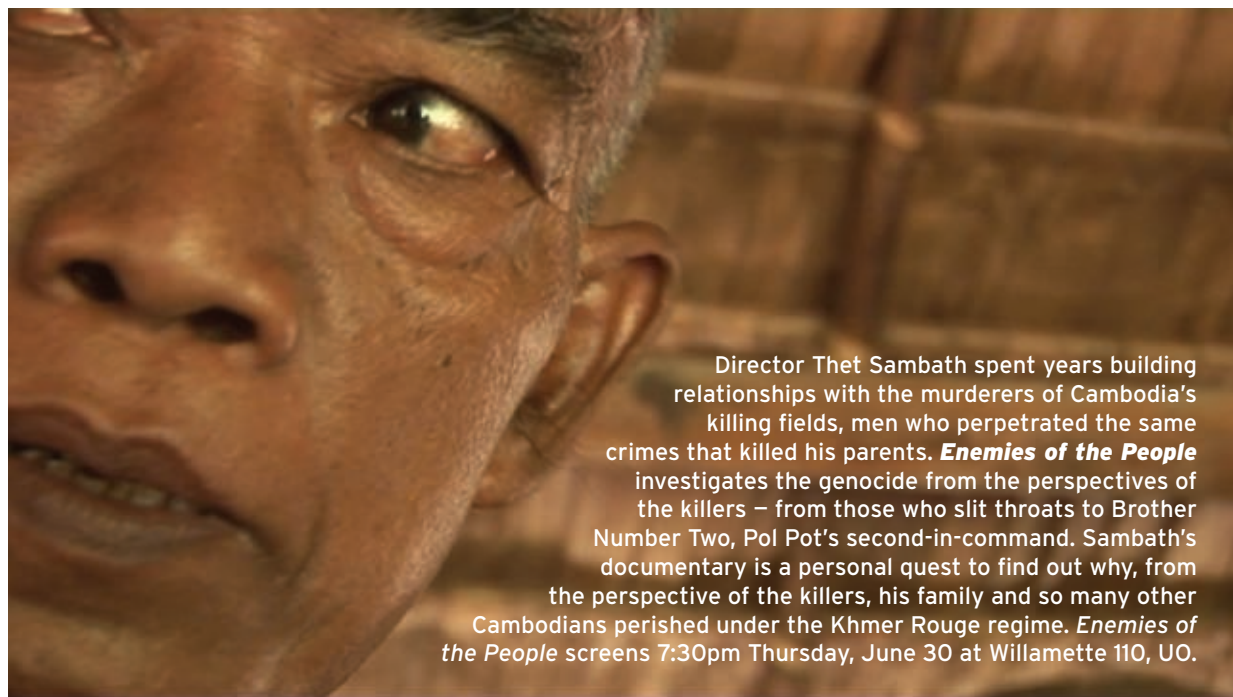 Director Thet Sambath spent years building
relationships with the murderers of Cambodia's
killing fields, men who perpetrated the same
crimes that killed his parents. Enemies of the People
investigates the genocide from the perspectives of
the killers – from those who slit throats to Brother
Number Two, Pol Pot's second-in-command. Sambath's
documentary is a personal quest to find out why, from
the perspective of the killers, his family and so many other
Cambodians perished under the Khmer Rouge regime. Enemies of
the People screens 7:30pm Thursday, June 30 at Willamette 110, UO.